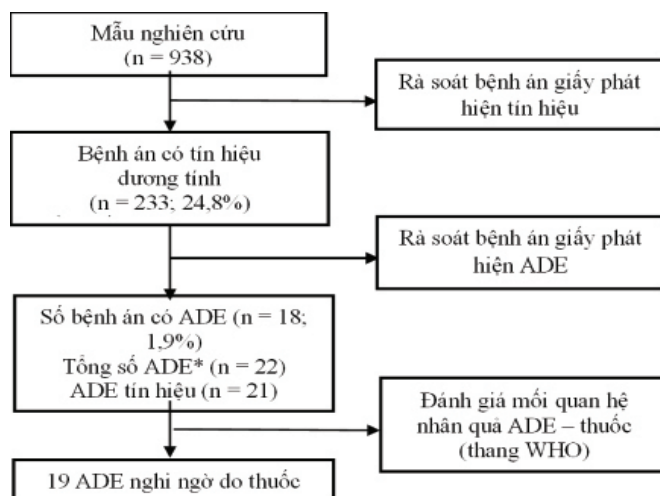 Mẫu nghiên cứu
(n = 938)
Rà soát bệnh án giấy phát
hiện tín hiệu
Bệnh án có tín hiệu
dương tính
(n = 233; 24,8%)
Rà soát bệnh án giấy phát
hiện ADE
Số bệnh án có ADE (n = 18;
1,9%)
Tổng số ADE* (n = 22)
ADE tín hiệu (n = 21)
Đánh giá mối quan hệ
nhân quả ADE – thuốc
(thang WHO)
19 ADE nghi ngờ do thuốc